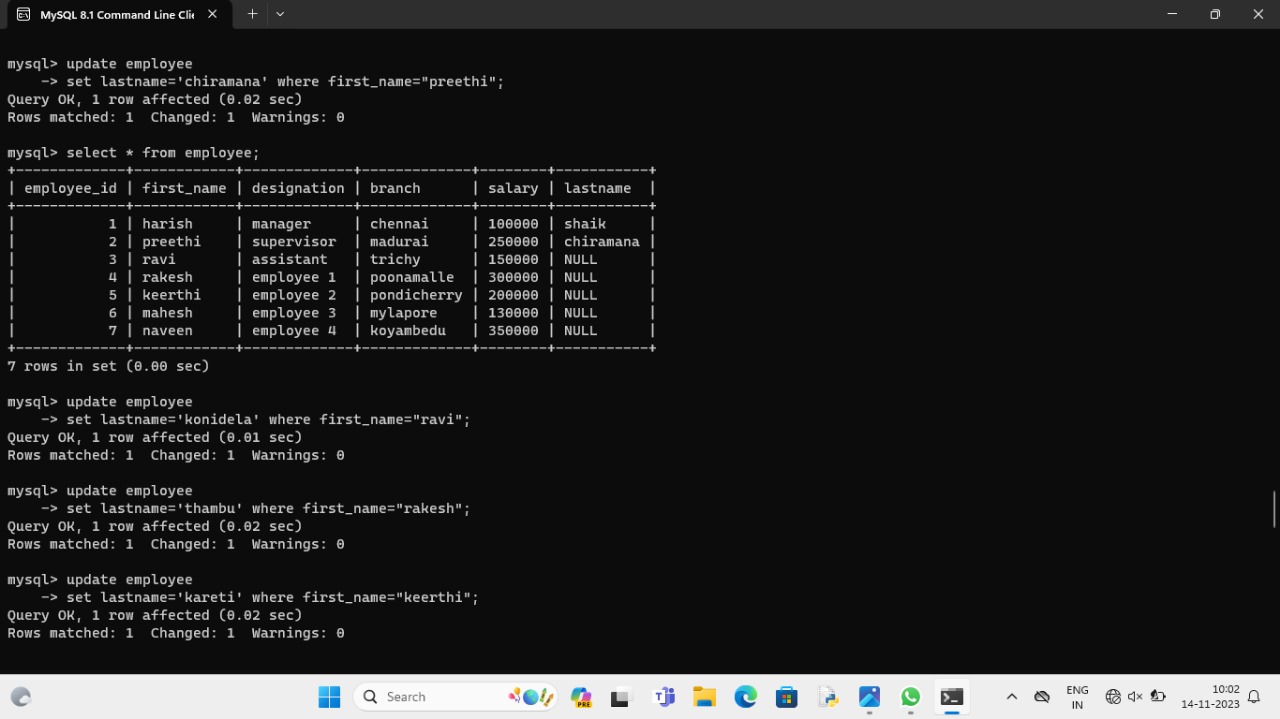 MySQL 8.1 Command Line Clie
mysql> update employee
    -> set lastname='chiramana' where first_name="preethi";
Query OK, 1 row affected (0.02 sec)
Rows matched: 1  Changed: 1  Warnings: 0
mysql> select * from employee;
+-------------+------------+-------------+-------------+--------+-----------+
| employee_id | first_name | designation | branch      | salary | lastname  |
+-------------+------------+-------------+-------------+--------+-----------+
|           1 | harish     | manager     | chennai     | 100000 | shaik     |
|           2 | preethi    | supervisor  | madurai     | 250000 | chiramana |
|           3 | ravi       | assistant   | trichy      | 150000 | NULL      |
|           4 | rakesh     | employee 1  | poonamalle  | 300000 | NULL      |
|           5 | keerthi    | employee 2  | pondicherry | 200000 | NULL      |
|           6 | mahesh     | employee 3  | mylapore    | 130000 | NULL      |
|           7 | naveen     | employee 4  | koyambedu   | 350000 | NULL      |
+-------------+------------+-------------+-------------+--------+-----------+
7 rows in set (0.00 sec)
mysql> update employee
    -> set lastname='konidela' where first_name="ravi";
Query OK, 1 row affected (0.01 sec)
Rows matched: 1  Changed: 1  Warnings: 0
mysql> update employee
    -> set lastname='thambu' where first_name="rakesh";
Query OK, 1 row affected (0.02 sec)
Rows matched: 1  Changed: 1  Warnings: 0
mysql> update employee
    -> set lastname='kareti' where first_name="keerthi";
Query OK, 1 row affected (0.02 sec)
Rows matched: 1  Changed: 1  Warnings: 0
Search
PRE
ENG
IN
10:02
14-11-2023